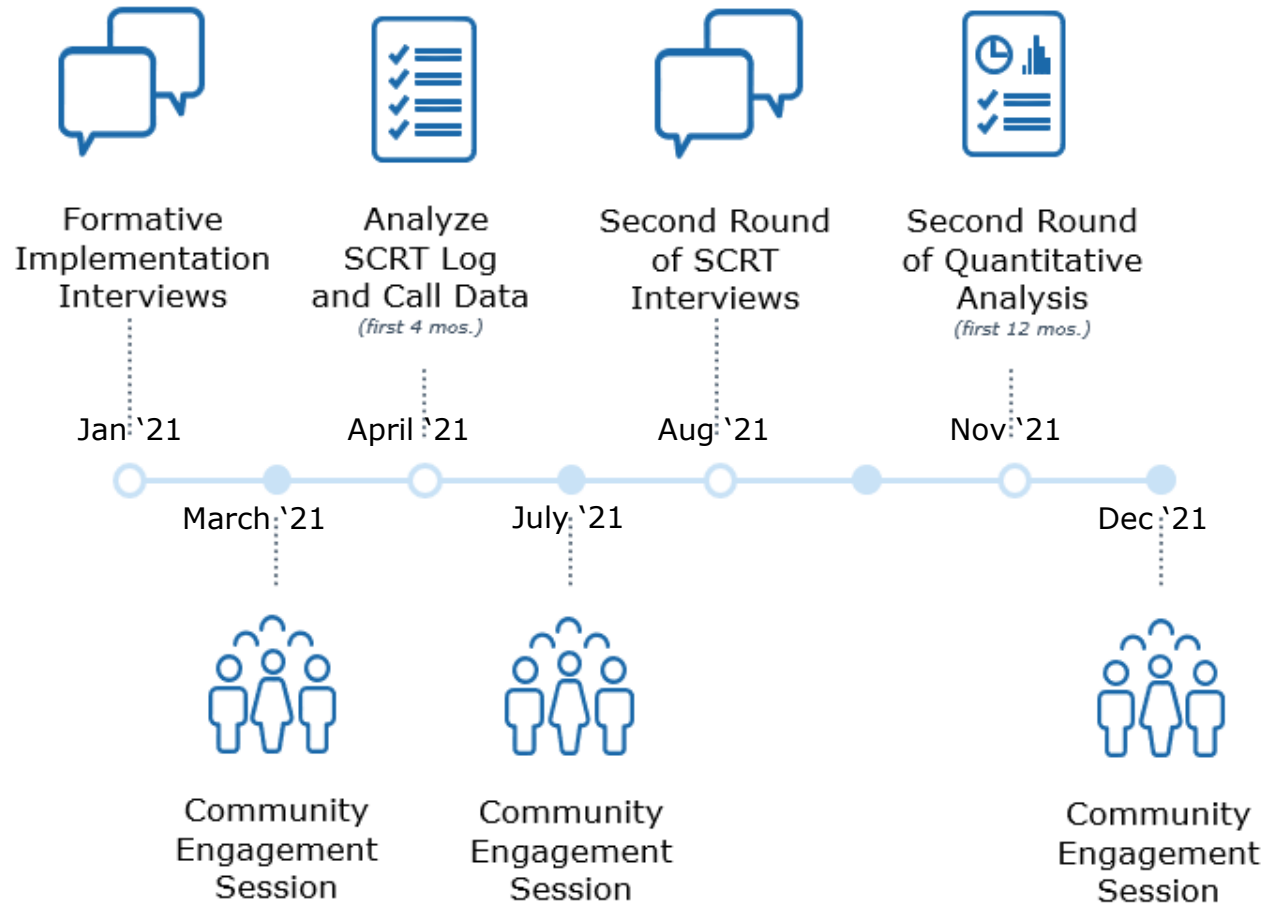 Formative
Implementation
Interviews
Analyze
SCRT Log
and Call Data
(first 4 mos.)
Second Round
of SCRT
Interviews
Second Round
of Quantitative
Analysis
(first 12 mos.)
Jan ‘21
April ‘21
Aug ‘21
Nov ‘21
March ‘21
July ‘21
Dec ‘21
Community
Engagement
Session
Community
Engagement
Session
Community
Engagement
Session